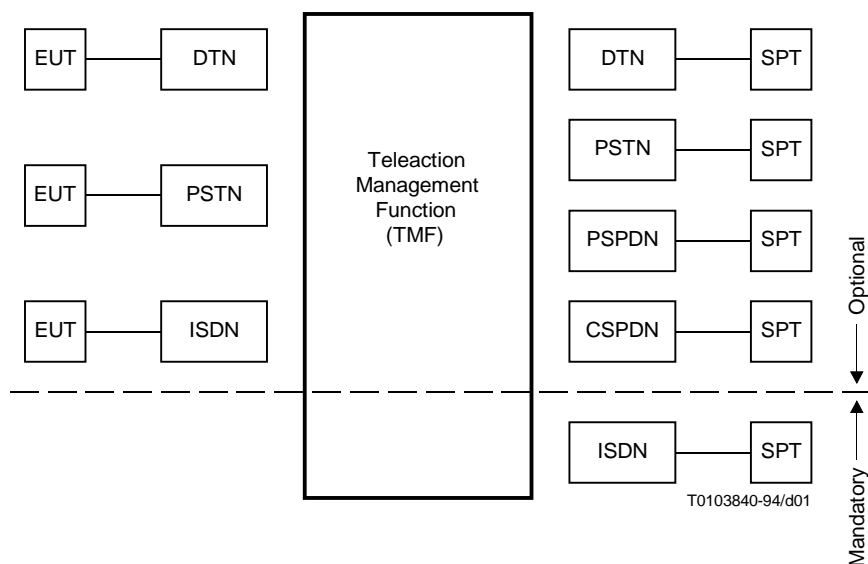 EUT DTN DTN SPT
PSTN SPT
Teleaction
Management
Function
(TMF)
EUT PSTN
PSPDN SPT
EUT ISDN CSPDN SPT
Optional
ISDN SPT
T0103840-94/d01
Mandatory